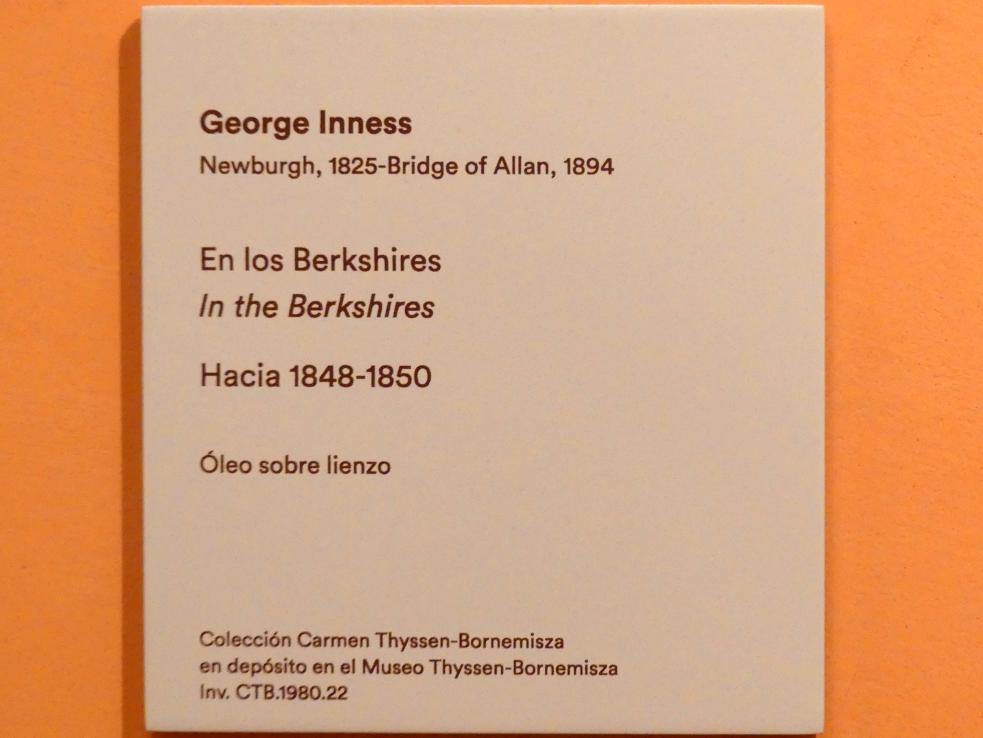 George Inness
Newburgh, 1825-Bridge of Allan, 1894
En los Berkshires
In the Berkshires
Hacia 1848-1850
Óleo sobre lienzo
Colección Carmen Thyssen-Bornemisza
en depósito en el Museo Thyssen-Bornemisza
Inv. CTB.1980.22